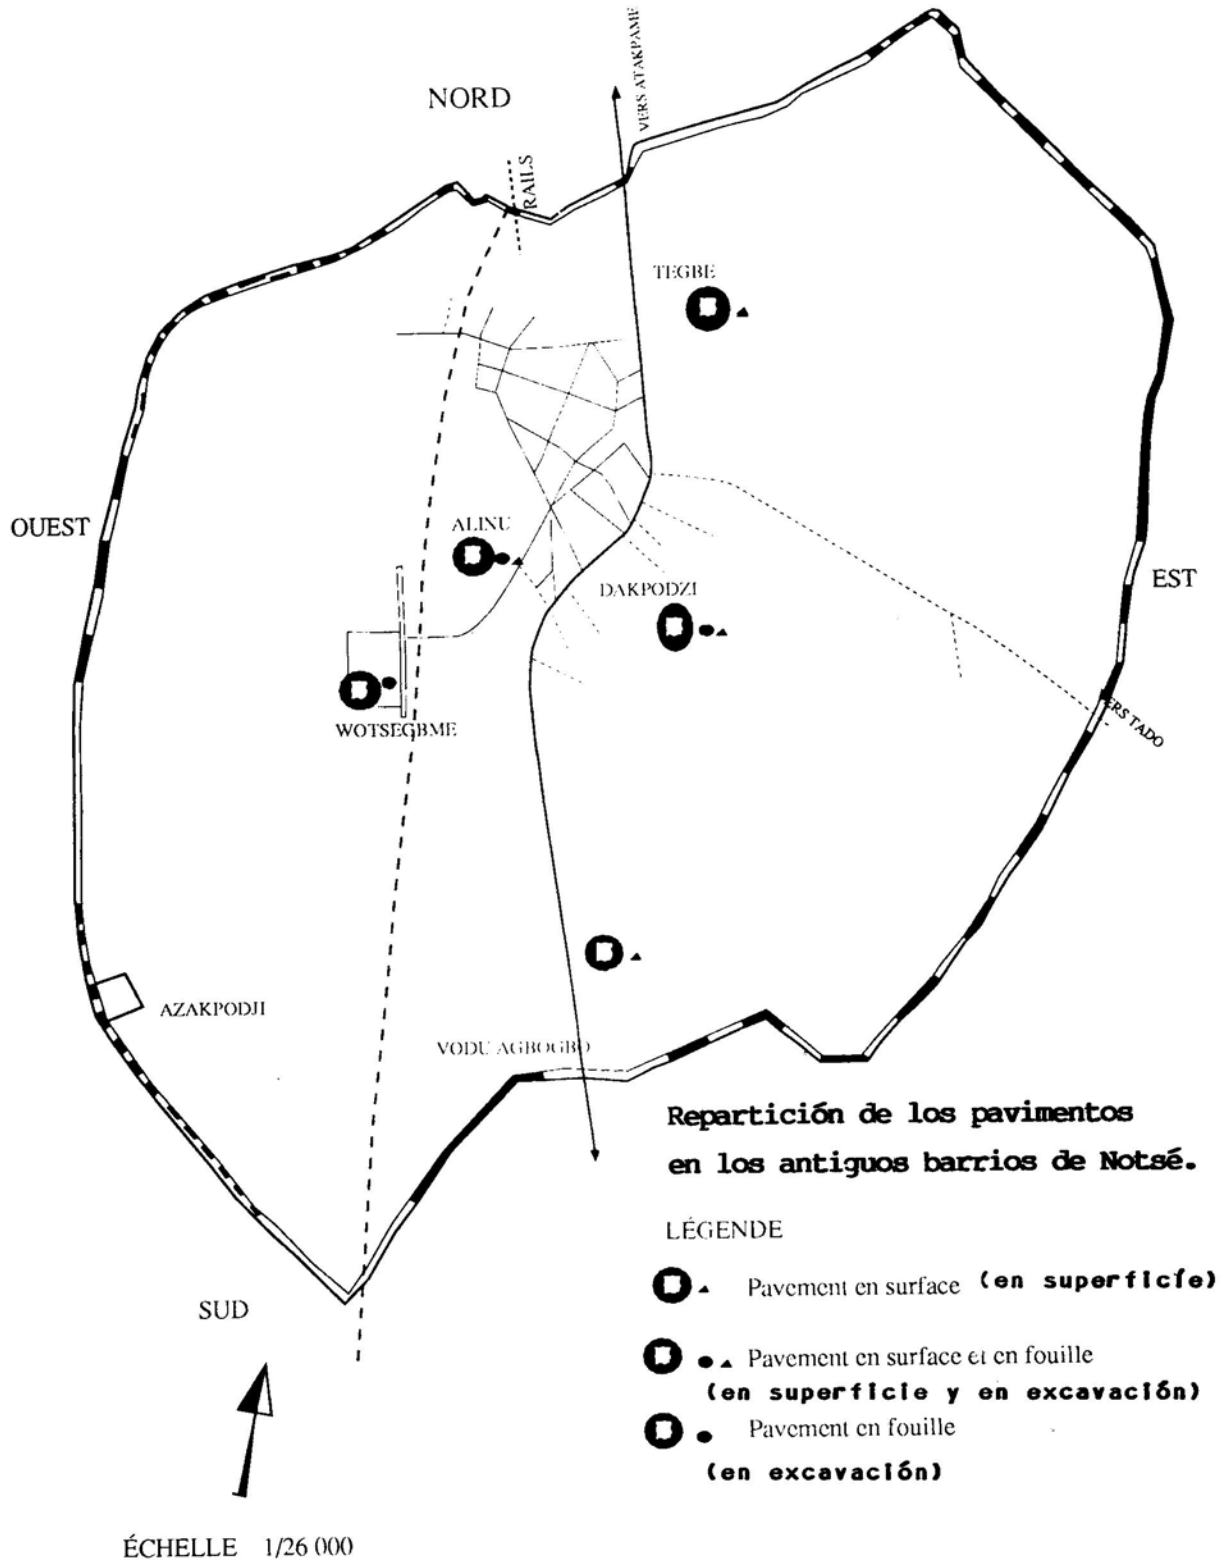 NORD
VERS ATAKPAME
RAILS
TEGBE
OUEST
ALINU
DAKPODZI
EST
WOTSEGBME
ERS TADO
AZAKPODJI
VODU AGBOGBO
Repartición de los pavimentos
en los antiguos barrios de Notsé.
LÉGENDE
Pavement en surface (en superficie)
SUD
Pavement en surface et en fouille
(en superficie y en excavación)
Pavement en fouille
(en excavación)
ÉCHELLE 1/26 000